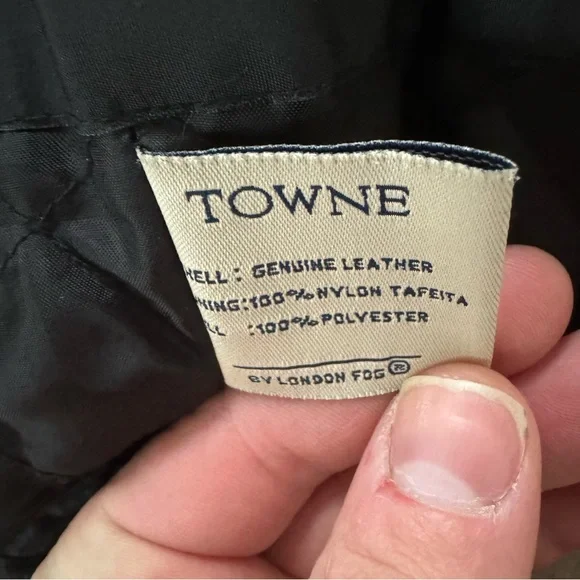 TOWNE
HELL : GENUINE LEATHER
NING:100% NYLON TAFEITA
LL :100% POLYESTER
BY LONDON FOG ®